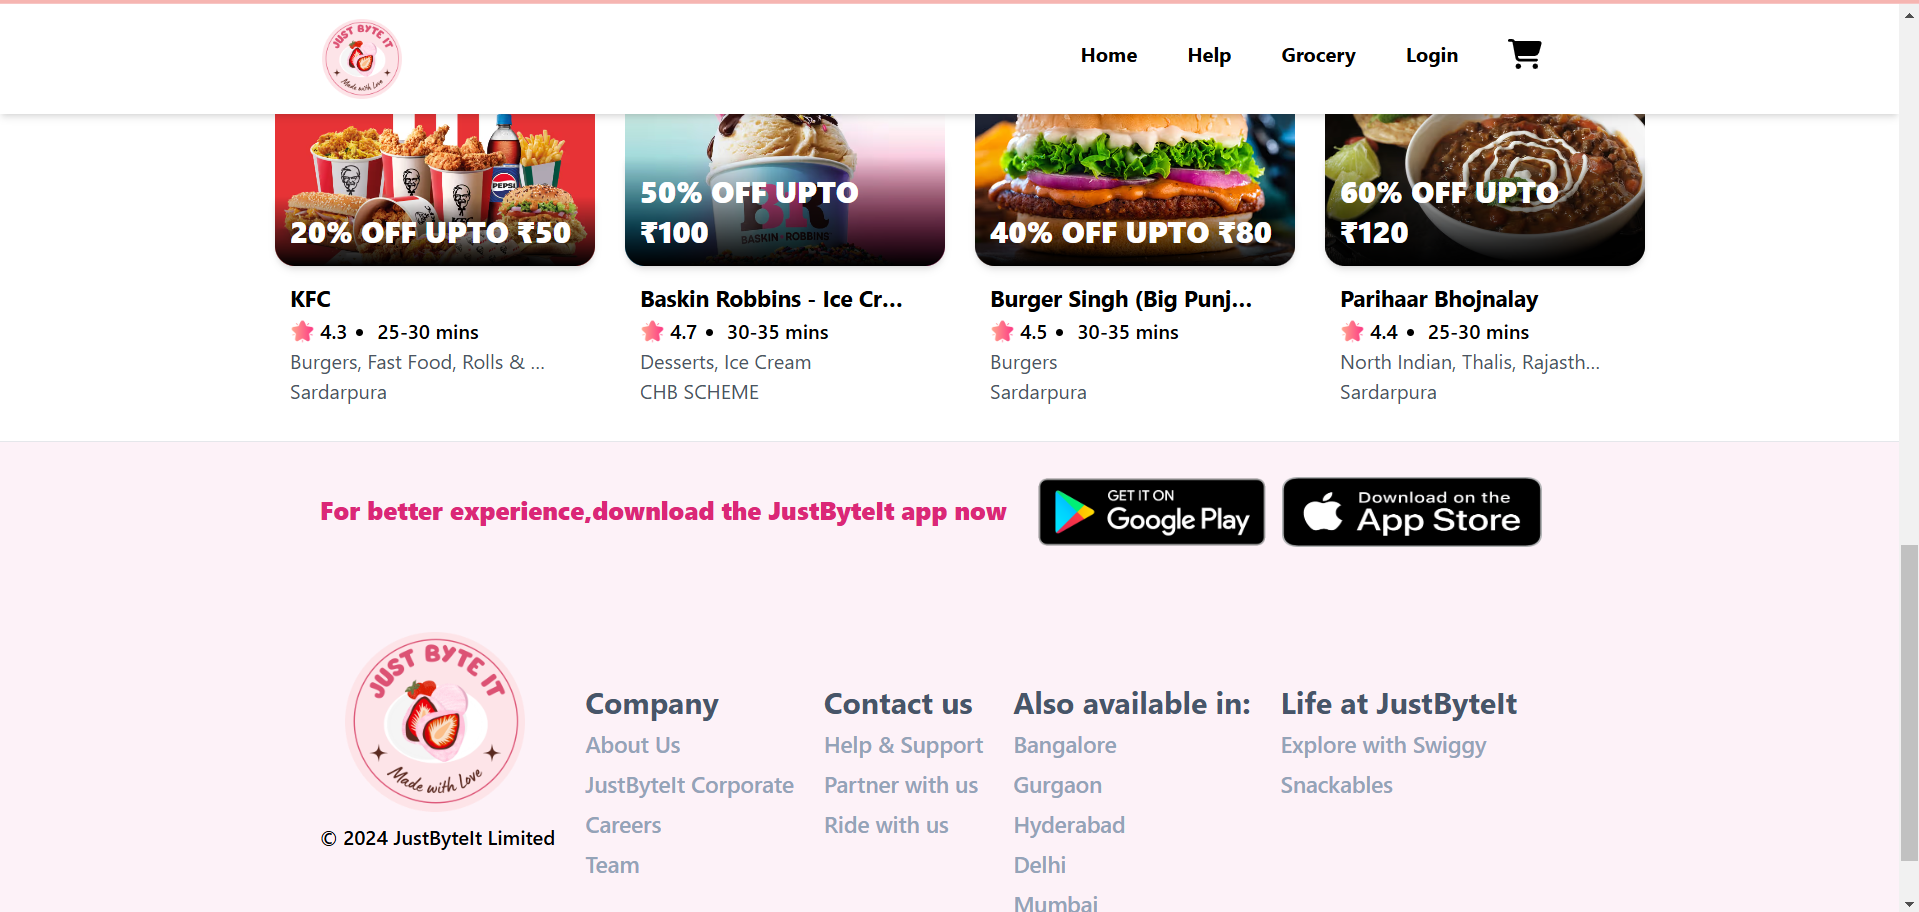 JUST BYTE IT
Made with Love
Home
Help
Grocery
Login
PEPSI
KFC
20% OFF UPTO ₹50
50% OFF UPTO
₹100
BR
BASKIN ROBBINS
40% OFF UPTO ₹80
60% OFF UPTO
₹120
KFC
4.3 • 25-30 mins
Burgers, Fast Food, Rolls & ...
Sardarpura
Baskin Robbins - Ice Cr...
4.7 • 30-35 mins
Desserts, Ice Cream
CHB SCHEME
Burger Singh (Big Punj...
4.5 • 30-35 mins
Burgers
Sardarpura
Parihaar Bhojnalay
4.4 • 25-30 mins
North Indian, Thalis, Rajasth...
Sardarpura
For better experience,download the JustByteIt app now
GET IT ON
Google Play
Download on the
App Store
JUST BYTE IT
Made with Love
© 2024 JustByteIt Limited
Company
About Us
JustByteIt Corporate
Careers
Team
Contact us
Help & Support
Partner with us
Ride with us
Also available in:
Bangalore
Gurgaon
Hyderabad
Delhi
Mumbai
Life at JustByteIt
Explore with Swiggy
Snackables